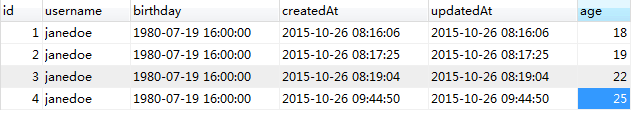 id username birthday createdAt updatedAt age
1 janedoe 1980-07-19 16:00:00 2015-10-26 08:16:06 2015-10-26 08:16:06 18
2 janedoe 1980-07-19 16:00:00 2015-10-26 08:17:25 2015-10-26 08:17:25 19
3 janedoe 1980-07-19 16:00:00 2015-10-26 08:19:04 2015-10-26 08:19:04 22
4 janedoe 1980-07-19 16:00:00 2015-10-26 09:44:50 2015-10-26 09:44:50 25